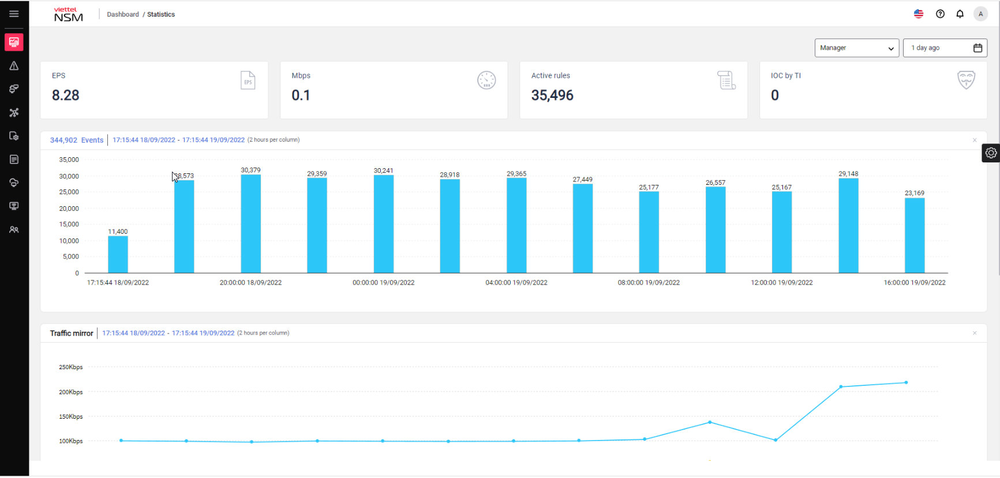 viettel
NSM
Dashboard / Statistics
A
Manager
1 day ago
EPS
8.28
EPS
Mbps
0.1
Active rules
35,496
IOC by TI
0
344,902 Events
17:15:44 18/09/2022 - 17:15:44 19/09/2022 (2 hours per column)
35,000
30,000
25,000
20,000
15,000
10,000
5,000
0
11,400
30,379
29,359
30,241
28,918
29,365
27,449
25,177
26,557
25,167
29,148
23,169
17:15:44 18/09/2022
20:00:00 18/09/2022
00:00:00 19/09/2022
04:00:00 19/09/2022
08:00:00 19/09/2022
12:00:00 19/09/2022
16:00:00 19/09/2022
Traffic mirror
17:15:44 18/09/2022 - 17:15:44 19/09/2022 (2 hours per column)
250Kbps
200Kbps
150Kbps
100Kbps